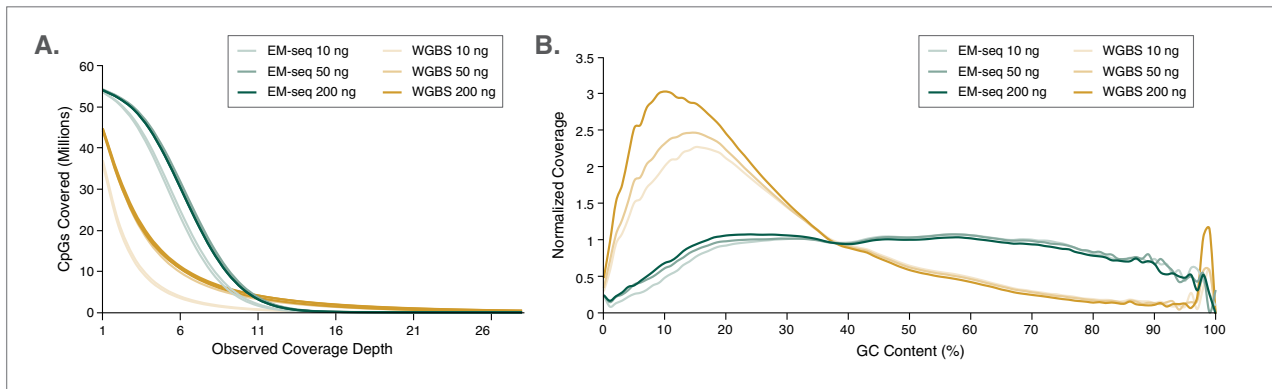 A.
EM-seq 10 ng
WGBS 10 ng
EM-seq 50 ng
WGBS 50 ng
EM-seq 200 ng
WGBS 200 ng
60
50
40
30
20
10
0
CpGs Covered (Millions)
1
6
11
16
21
26
Observed Coverage Depth
B.
EM-seq 10 ng
WGBS 10 ng
EM-seq 50 ng
WGBS 50 ng
EM-seq 200 ng
WGBS 200 ng
3.5
3
2.5
2
1.5
1
0.5
0
Normalized Coverage
0
10
20
30
40
50
60
70
80
90
100
GC Content (%)